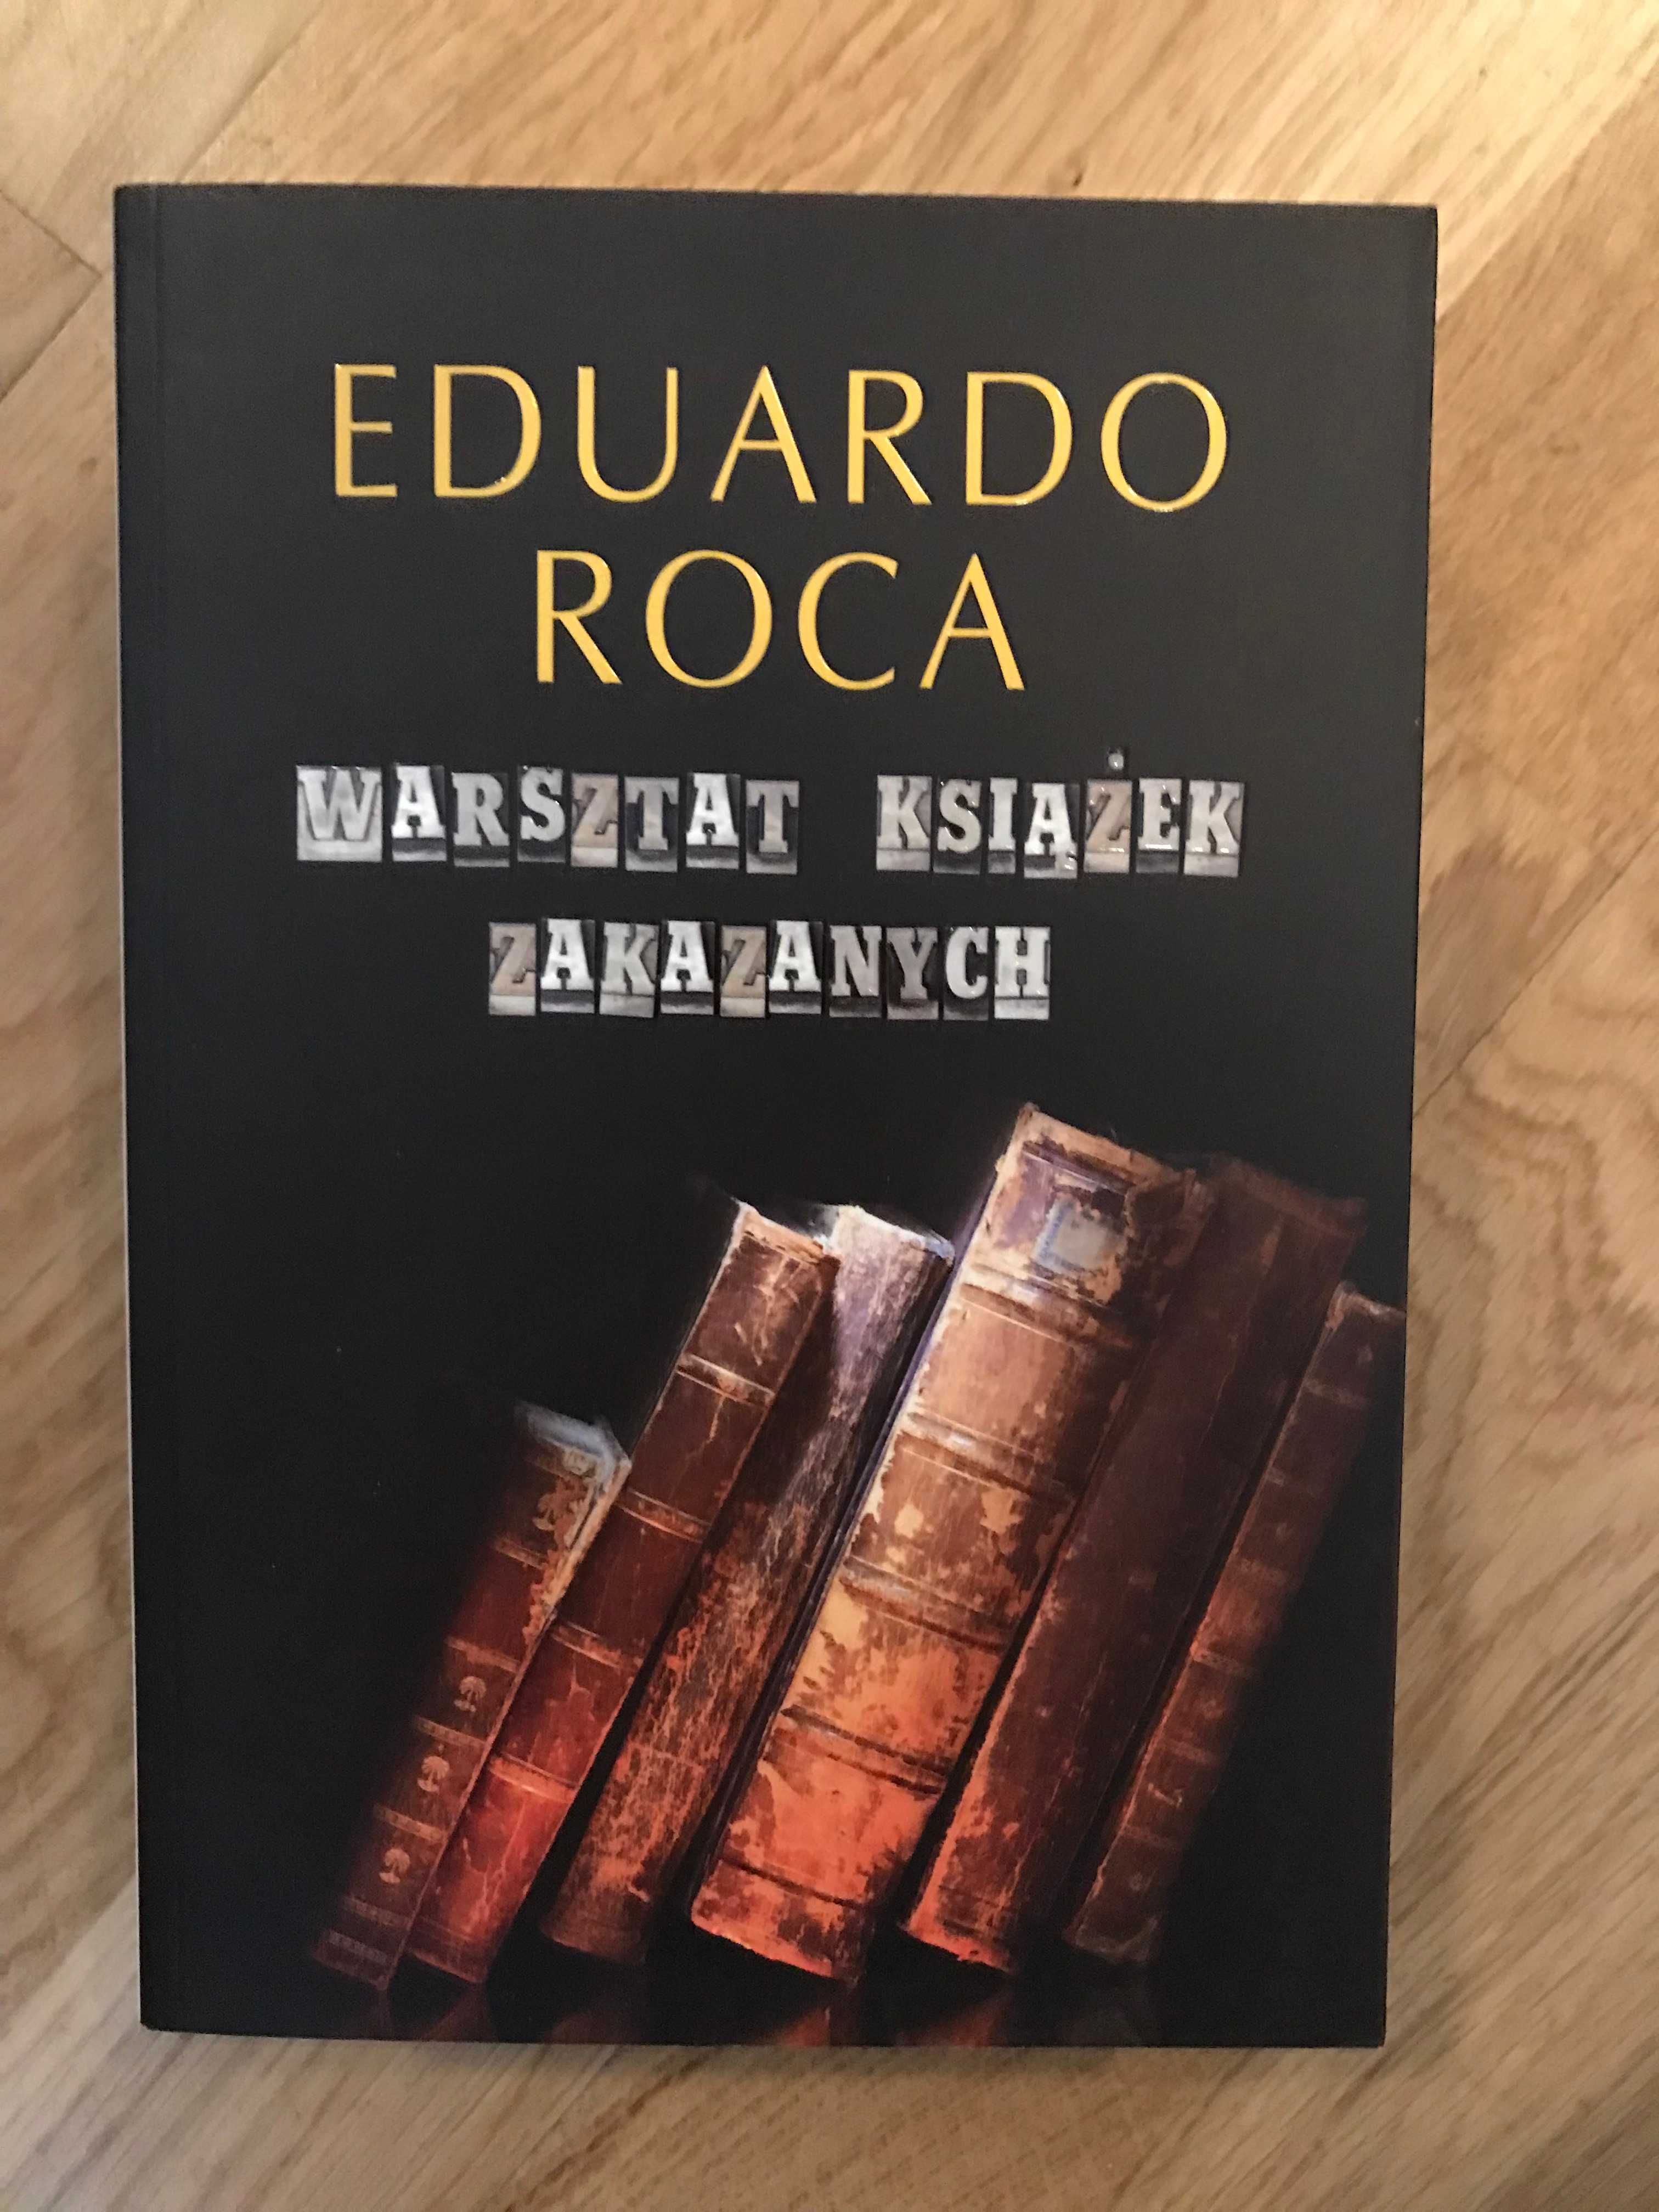 EDUARDO
ROCA
WARSZTAT KSIĄŻEK
ZAKAZANYCH